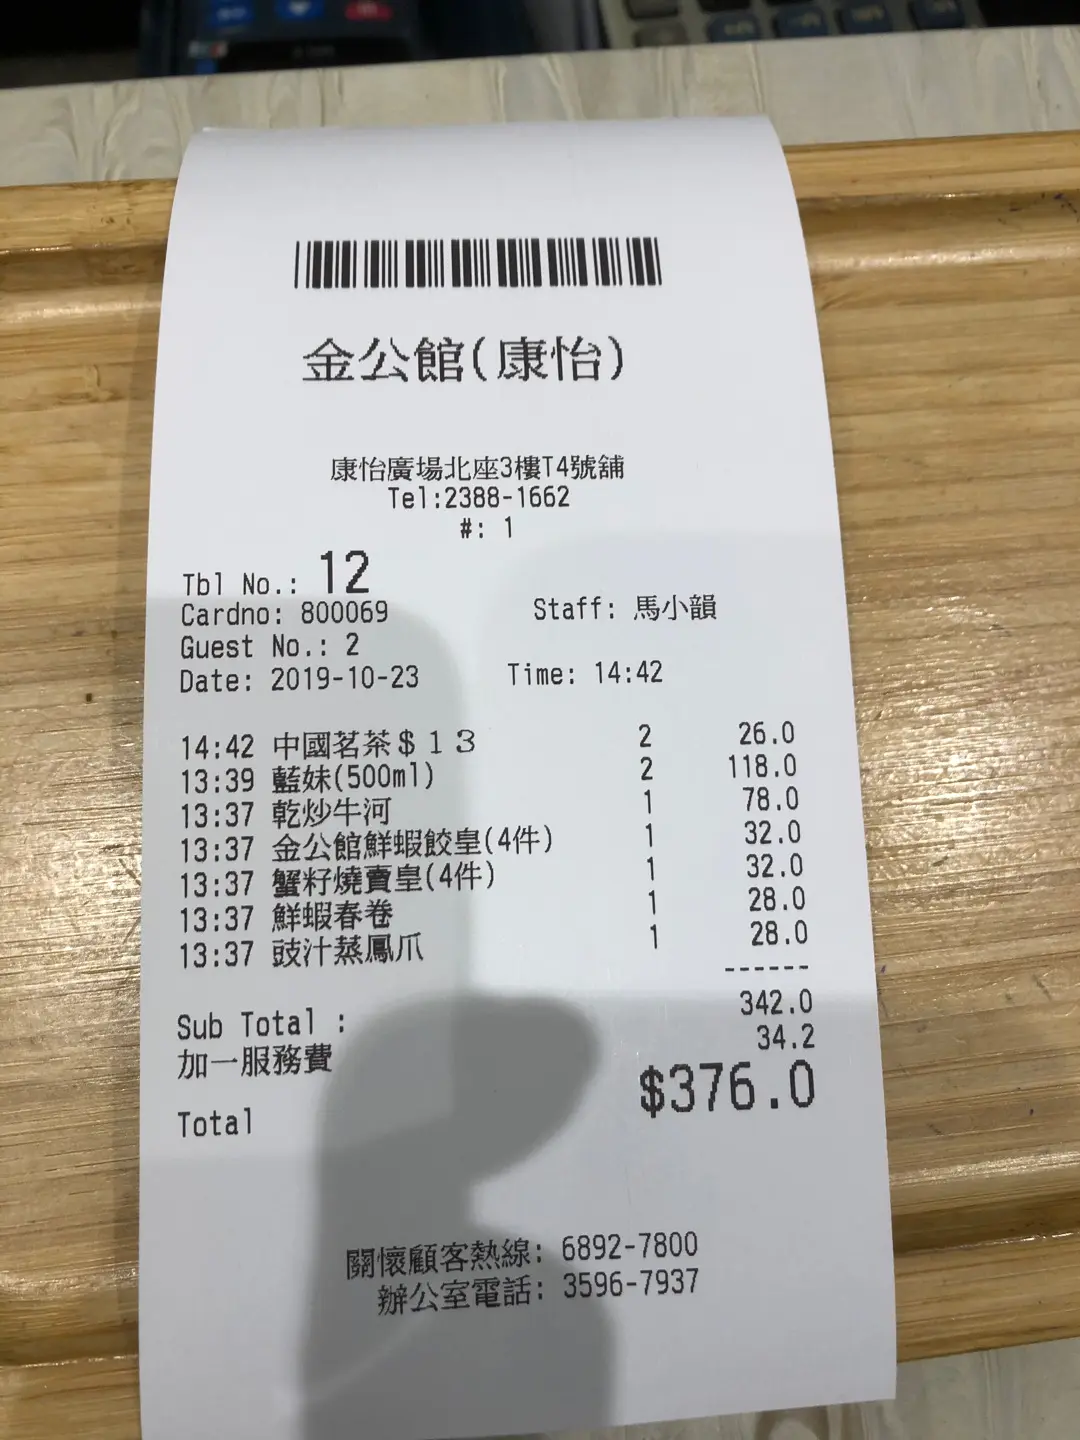 金公館(康怡)
康怡廣場北座3樓T4號舖
Tel:2388-1662
#: 1
Tbl No.: 12
Cardno: 800069 Staff: 馬小韻
Guest No.: 2
Date: 2019-10-23 Time: 14:42
14:42 中國茗茶$13 2 26.0
13:39 藍妹(500ml) 2 118.0
13:37 乾炒牛河 1 78.0
13:37 金公館鮮蝦餃皇(4件) 1 32.0
13:37 蟹籽燒賣皇(4件) 1 32.0
13:37 鮮蝦春卷 1 28.0
13:37 豉汁蒸鳳爪 1 28.0
------
Sub Total : 342.0
加一服務費 34.2
Total $376.0
關懷顧客熱線: 6892-7800
辦公室電話: 3596-7937